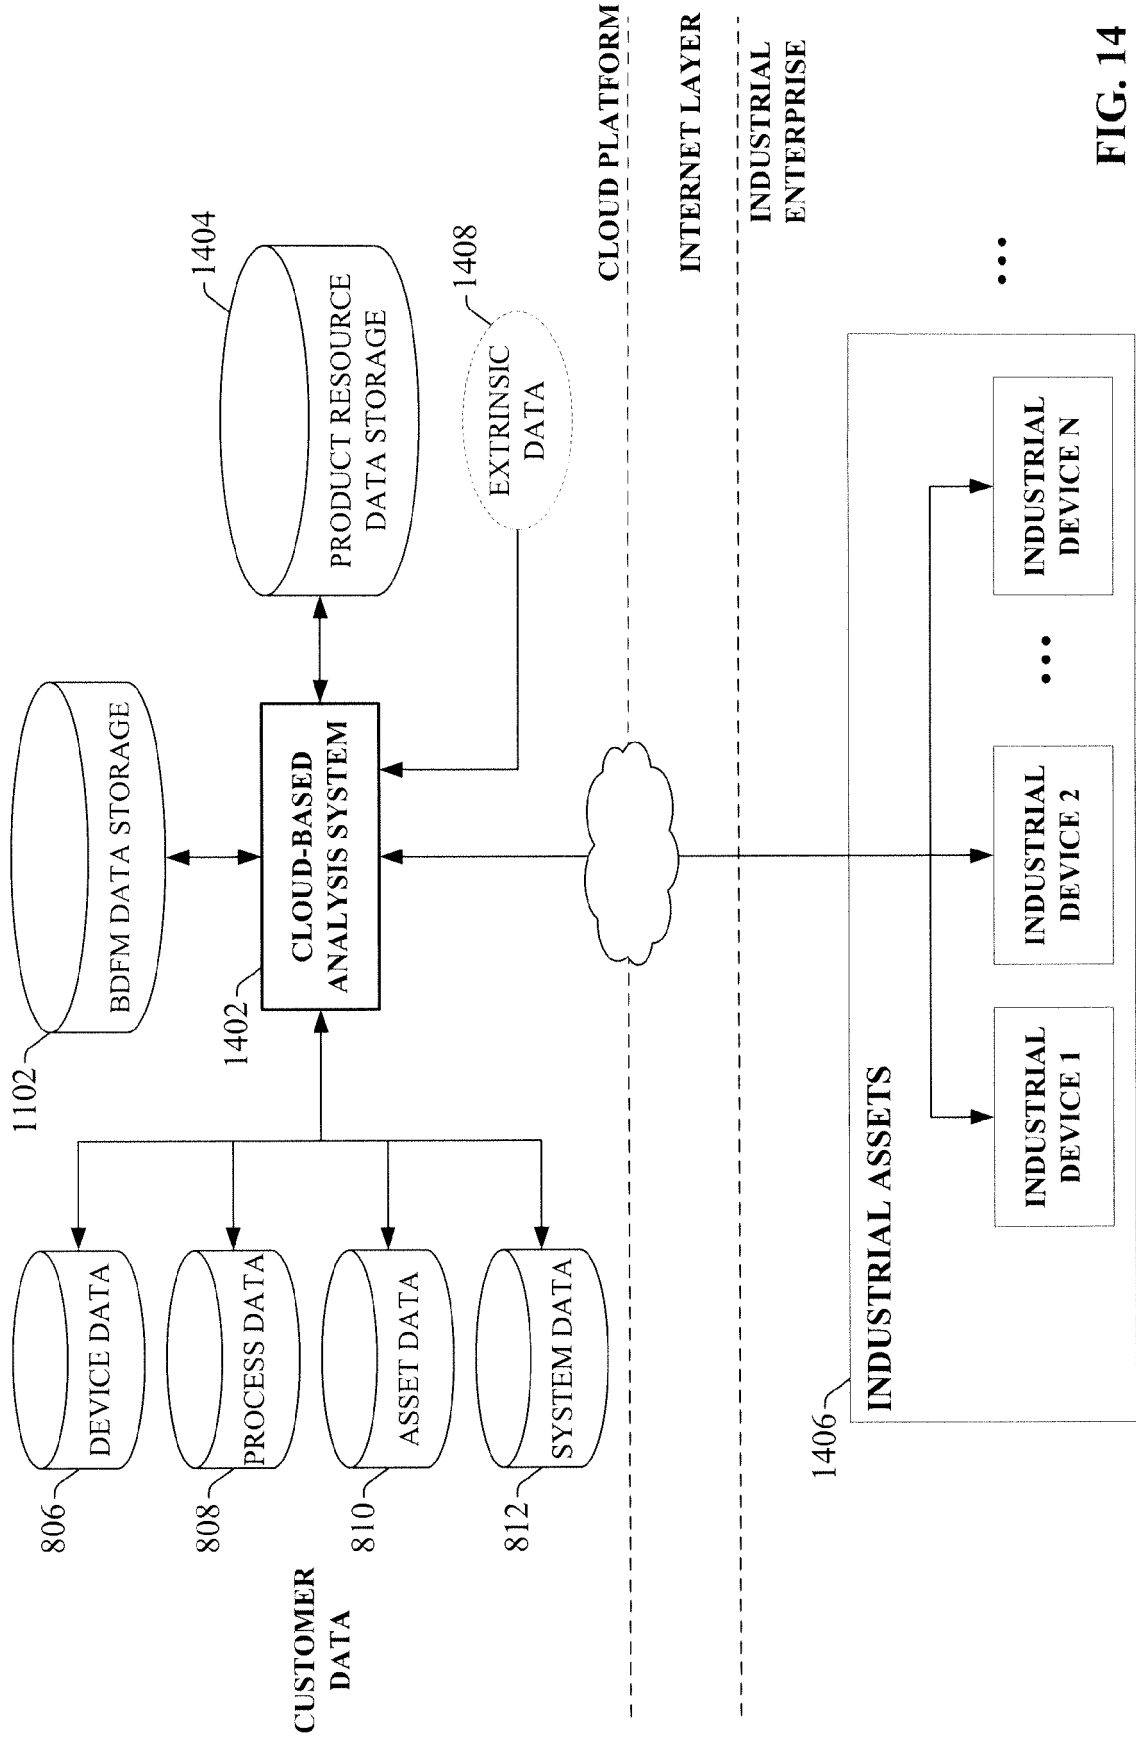 1102
BDFM DATA STORAGE
1404
PRODUCT RESOURCE
DATA STORAGE
1402
CLOUD-BASED
ANALYSIS SYSTEM
1408
EXTRINSIC
DATA
CUSTOMER
DATA
806
DEVICE DATA
808
PROCESS DATA
810
ASSET DATA
812
SYSTEM DATA
CLOUD PLATFORM
INTERNET LAYER
INDUSTRIAL
ENTERPRISE
1406
INDUSTRIAL ASSETS
INDUSTRIAL
DEVICE 1
INDUSTRIAL
DEVICE 2
•••
INDUSTRIAL
DEVICE N
•••
FIG. 14